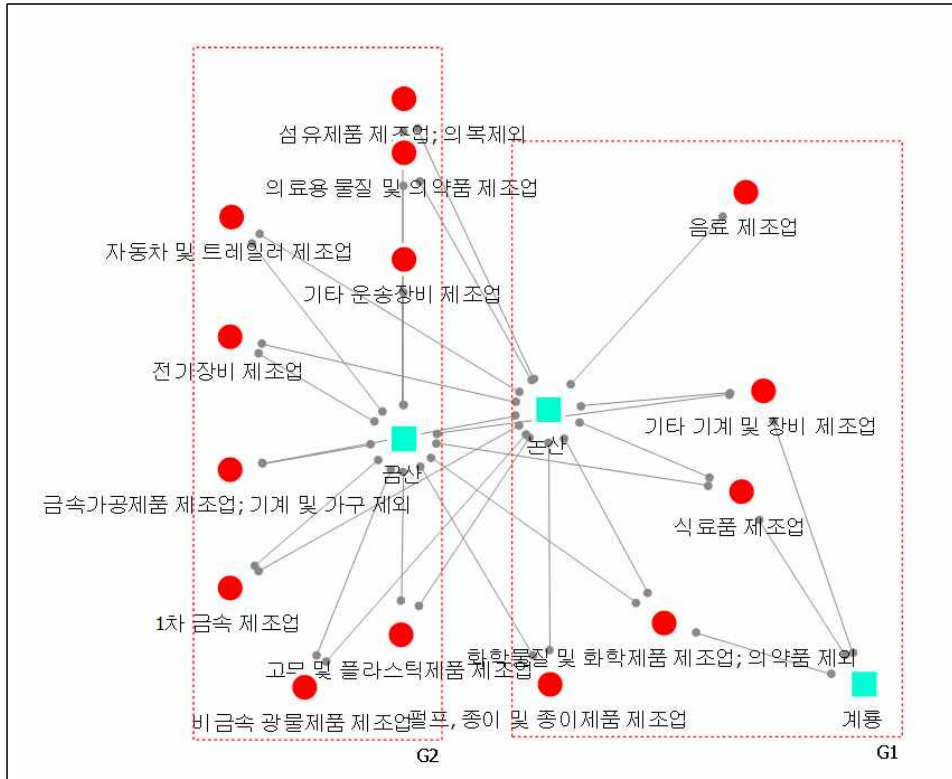 섬유제품 제조업; 의복제외
의료용 물질 및 의약품 제조업
음료 제조업
자동차 및 트레일러 제조업
기타 운송장비 제조업
전기장비 제조업
기타 기계 및 장비 제조업
논산
금산
금속가공제품 제조업; 기계 및 가구 제외
식료품 제조업
1차 금속 제조업
화학물질 및 화학제품 제조업; 의약품 제외
고무 및 플라스틱제품 제조업
비금속 광물제품 제조업
펄프, 종이 및 종이제품 제조업
계룡
G2
G1